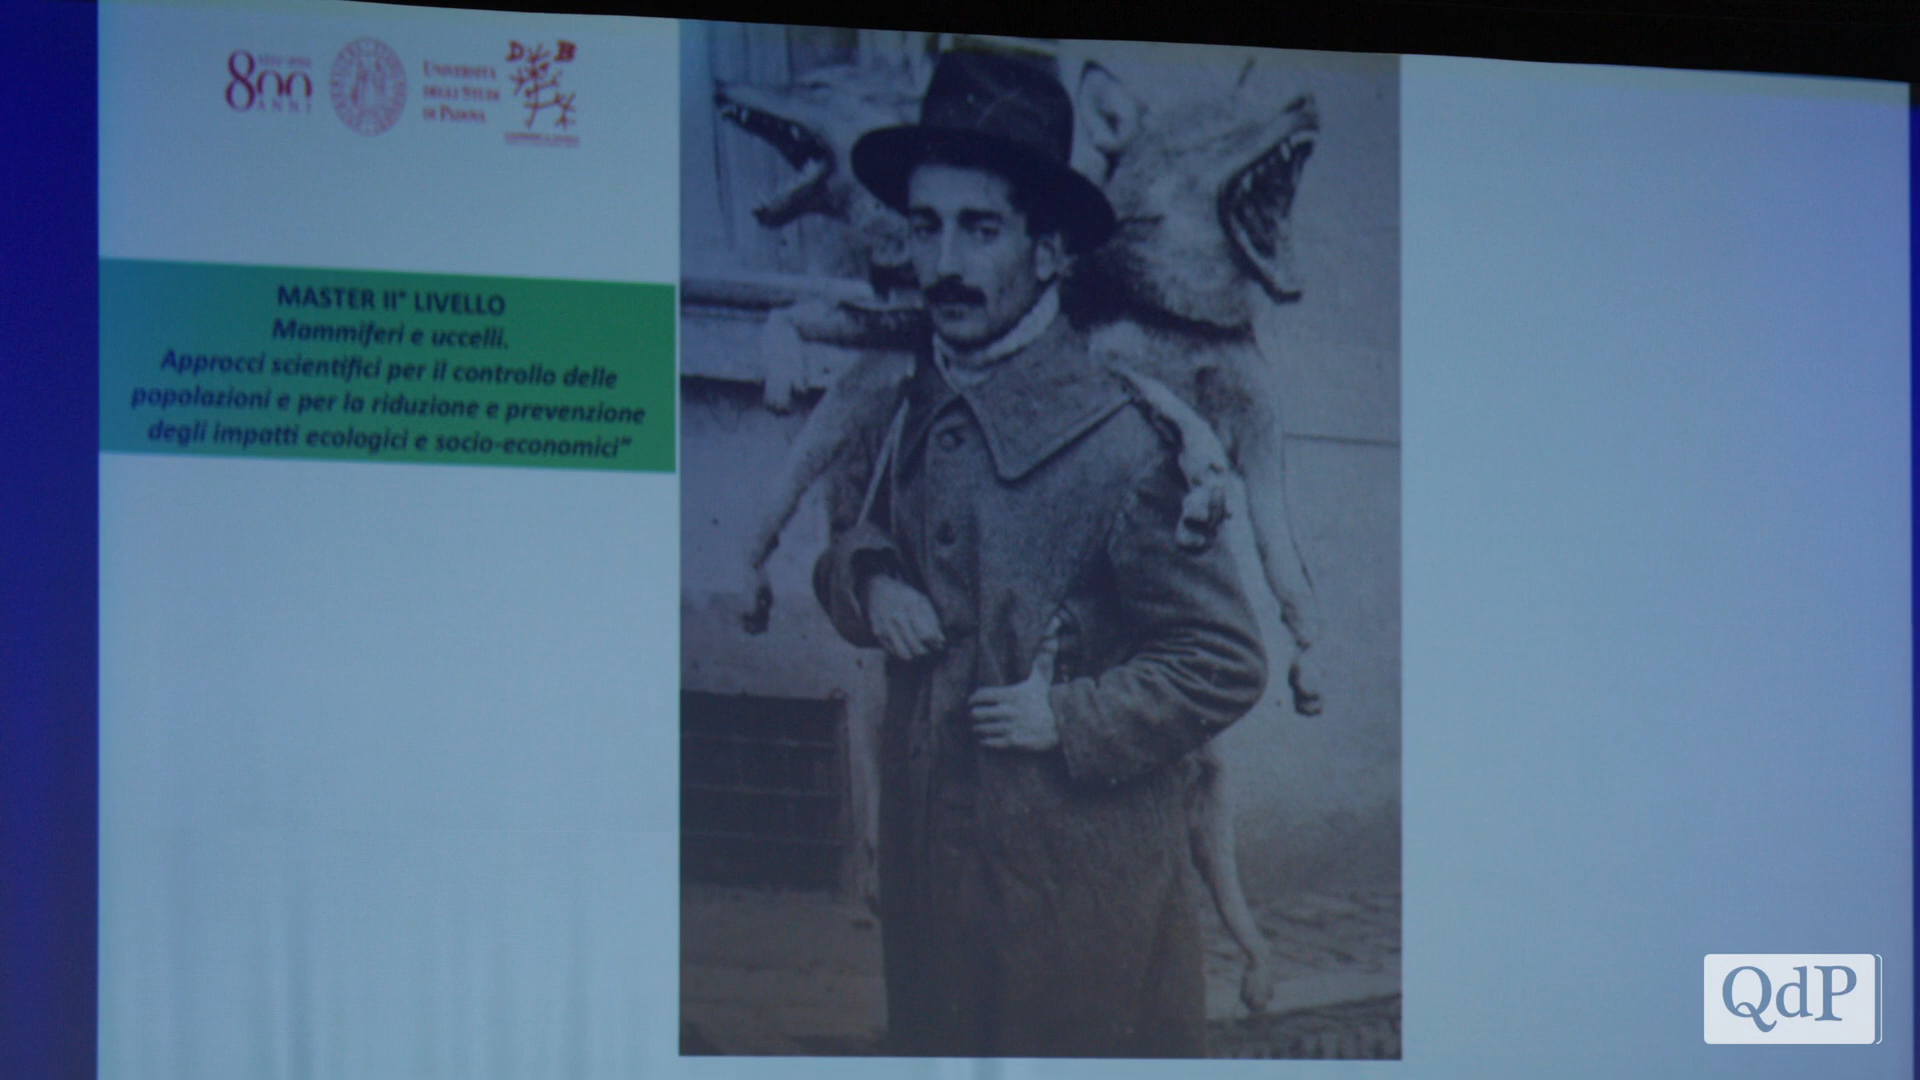 800
ANNI
UNIVERSITÀ
DEGLI STUDI
DI PADOVA
D B
MASTER II° LIVELLO
Mammiferi e uccelli.
Approcci scientifici per il controllo delle
popolazioni e per la riduzione e prevenzione
degli impatti ecologici e socio-economici"
QdP